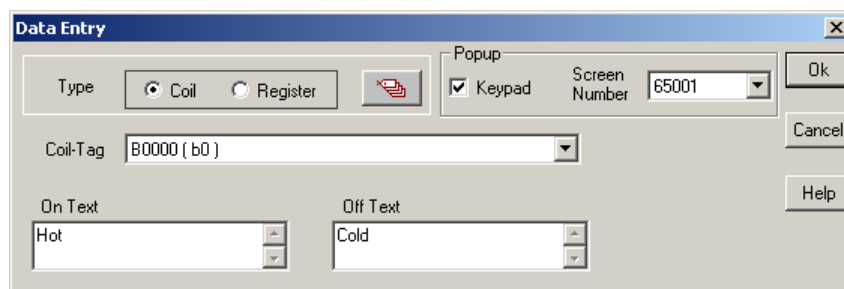 Data Entry
Type
Coil
Register
Popup
Keypad
Screen
Number
65001
Ok
Cancel
Help
Coil-Tag
B0000 ( b0 )
On Text
Hot
Off Text
Cold